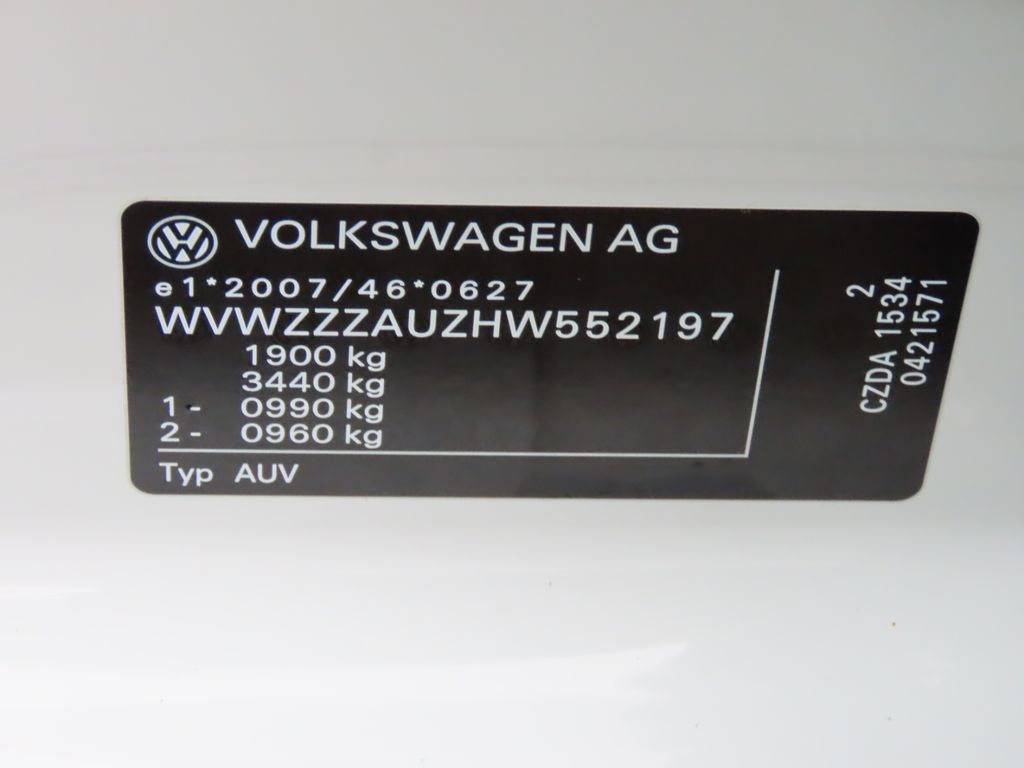 VOLKSWAGEN AG
e1*2007/46*0627
WVWZZZAUZHW552197
1900 kg
3440 kg
1 - 0990 kg
2 - 0960 kg
Typ AUV
2
CZDA 1534
0421571